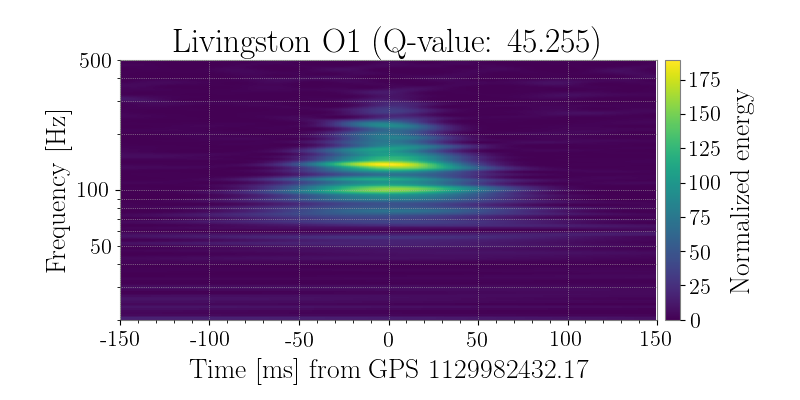 Livingston O1 (Q-value: 45.255)
500
100
50
Frequency [Hz]
-150 -100 -50 0 50 100 150
Time [ms] from GPS 1129982432.17
175
150
125
100
75
50
25
0
Normalized energy